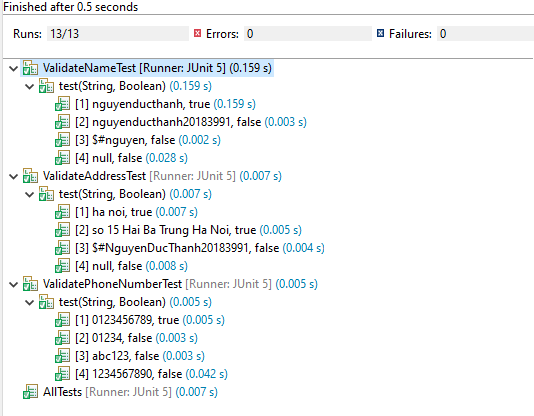 Finished after 0.5 seconds
Runs: 13/13 Errors: 0 Failures: 0
ValidateNameTest [Runner: JUnit 5] (0.159 s)
test(String, Boolean) (0.159 s)
[1] nguyenducthanh, true (0.159 s)
[2] nguyenducthanh20183991, false (0.003 s)
[3] $#nguyen, false (0.002 s)
[4] null, false (0.028 s)
ValidateAddressTest [Runner: JUnit 5] (0.007 s)
test(String, Boolean) (0.007 s)
[1] ha noi, true (0.007 s)
[2] so 15 Hai Ba Trung Ha Noi, true (0.005 s)
[3] $#NguyenDucThanh20183991, false (0.004 s)
[4] null, false (0.008 s)
ValidatePhoneNumberTest [Runner: JUnit 5] (0.005 s)
test(String, Boolean) (0.005 s)
[1] 0123456789, true (0.005 s)
[2] 01234, false (0.003 s)
[3] abc123, false (0.003 s)
[4] 1234567890, false (0.042 s)
AllTests [Runner: JUnit 5] (0.007 s)